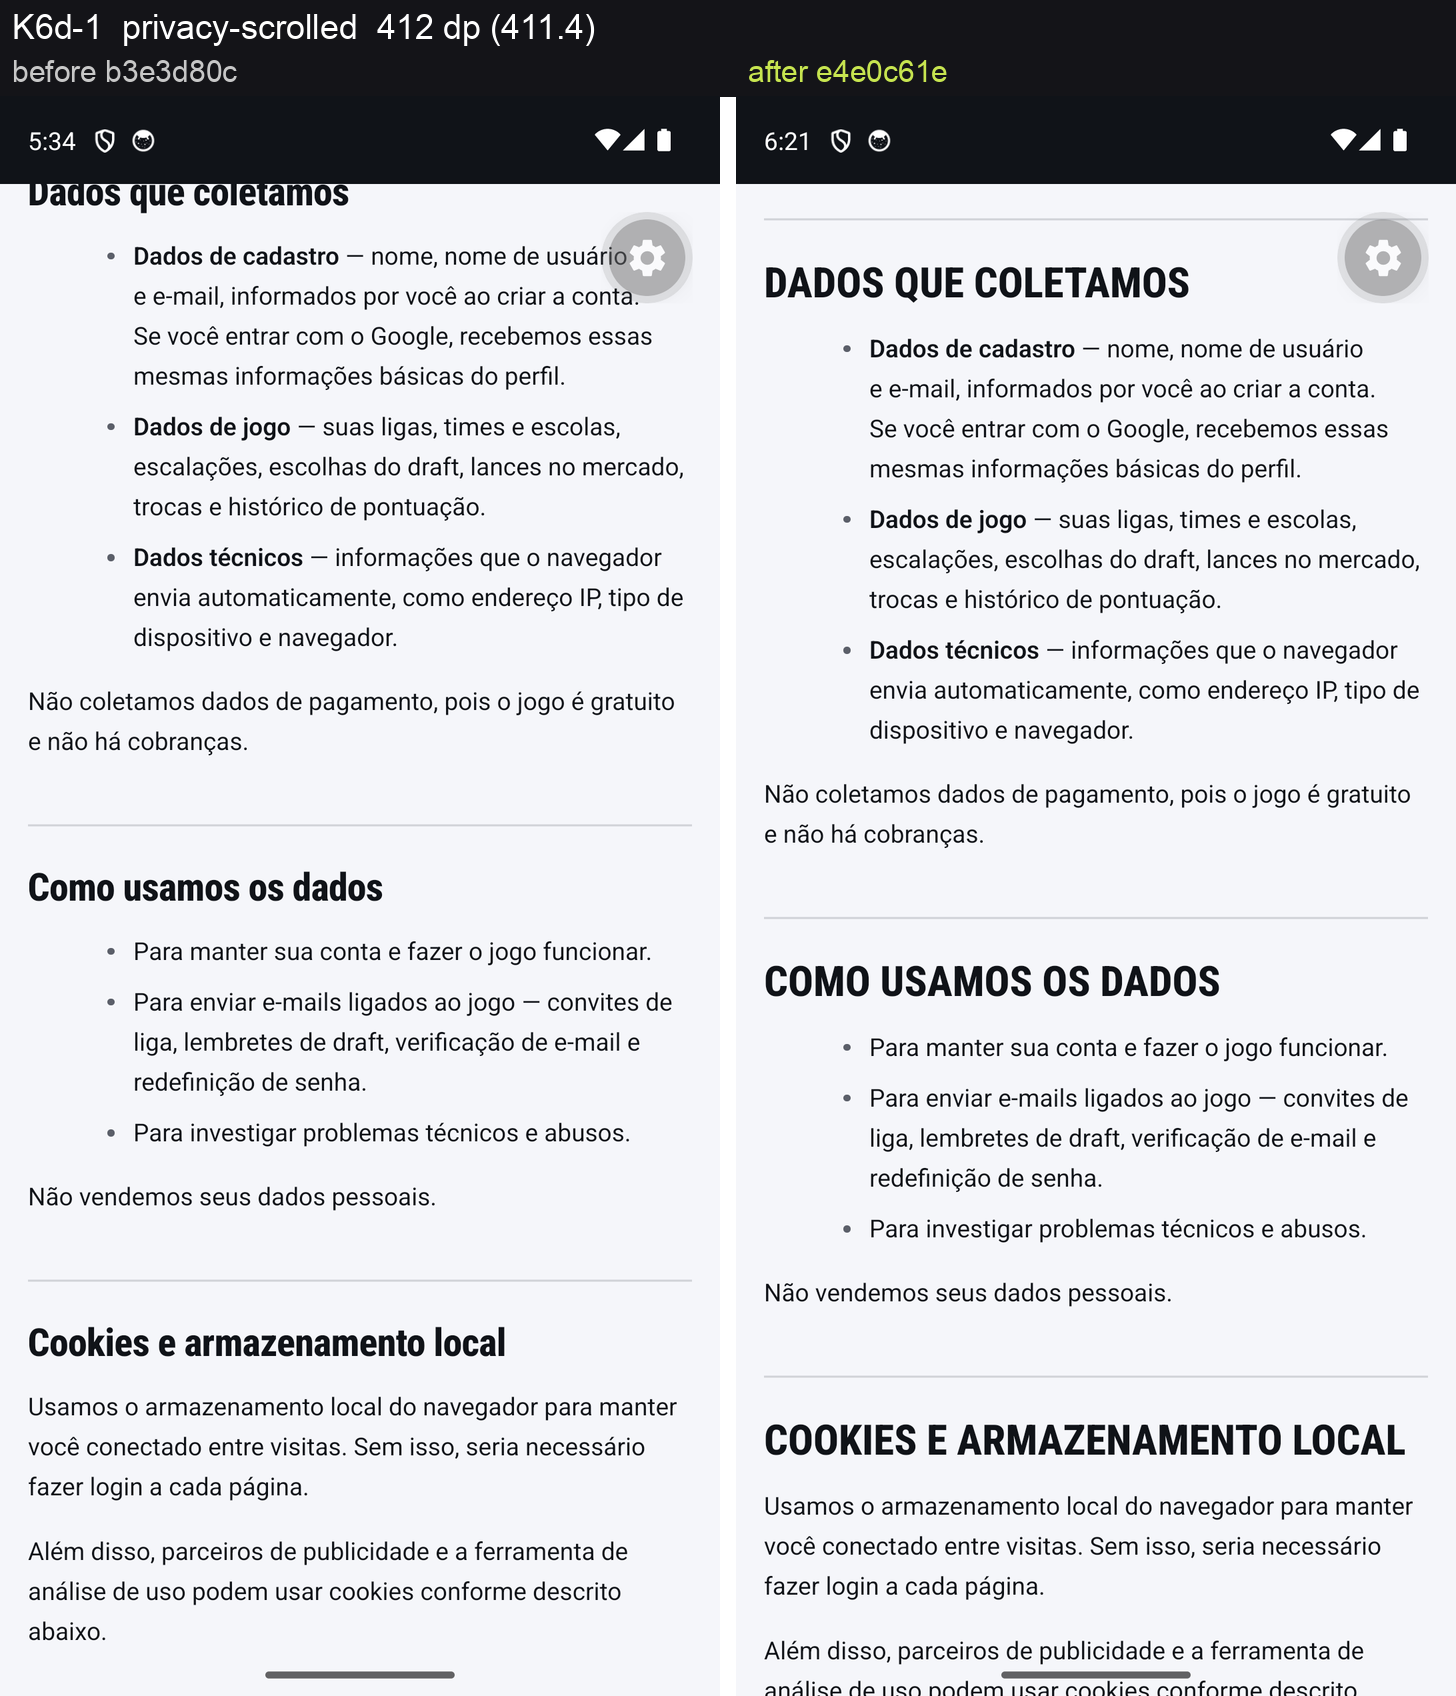 K6d-1 privacy-scrolled 412 dp (411.4)
before b3e3d80c
5:34
Dados que coletamos
• Dados de cadastro — nome, nome de usuário
e e-mail, informados por você ao criar a conta.
Se você entrar com o Google, recebemos essas
mesmas informações básicas do perfil.
• Dados de jogo — suas ligas, times e escolas,
escalações, escolhas do draft, lances no mercado,
trocas e histórico de pontuação.
• Dados técnicos — informações que o navegador
envia automaticamente, como endereço IP, tipo de
dispositivo e navegador.
Não coletamos dados de pagamento, pois o jogo é gratuito
e não há cobranças.
Como usamos os dados
• Para manter sua conta e fazer o jogo funcionar.
• Para enviar e-mails ligados ao jogo — convites de
liga, lembretes de draft, verificação de e-mail e
redefinição de senha.
• Para investigar problemas técnicos e abusos.
Não vendemos seus dados pessoais.
Cookies e armazenamento local
Usamos o armazenamento local do navegador para manter
você conectado entre visitas. Sem isso, seria necessário
fazer login a cada página.
Além disso, parceiros de publicidade e a ferramenta de
análise de uso podem usar cookies conforme descrito
abaixo.
after e4e0c61e
6:21
DADOS QUE COLETAMOS
• Dados de cadastro — nome, nome de usuário
e e-mail, informados por você ao criar a conta.
Se você entrar com o Google, recebemos essas
mesmas informações básicas do perfil.
• Dados de jogo — suas ligas, times e escolas,
escalações, escolhas do draft, lances no mercado,
trocas e histórico de pontuação.
• Dados técnicos — informações que o navegador
envia automaticamente, como endereço IP, tipo de
dispositivo e navegador.
Não coletamos dados de pagamento, pois o jogo é gratuito
e não há cobranças.
COMO USAMOS OS DADOS
• Para manter sua conta e fazer o jogo funcionar.
• Para enviar e-mails ligados ao jogo — convites de
liga, lembretes de draft, verificação de e-mail e
redefinição de senha.
• Para investigar problemas técnicos e abusos.
Não vendemos seus dados pessoais.
COOKIES E ARMAZENAMENTO LOCAL
Usamos o armazenamento local do navegador para manter
você conectado entre visitas. Sem isso, seria necessário
fazer login a cada página.
Além disso, parceiros de publicidade e a ferramenta de
análise de uso podem usar cookies conforme descrito